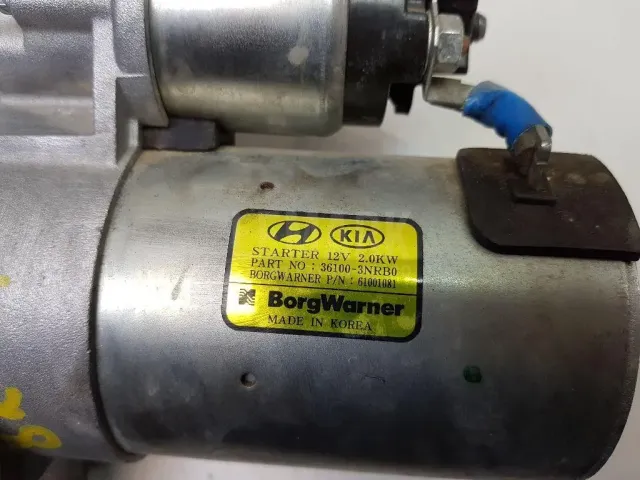 KIA
STARTER 12V 2.0KW
PART NO : 36100-3NRB0
BORGWARNER P/N : 61001081
BorgWarner
MADE IN KOREA